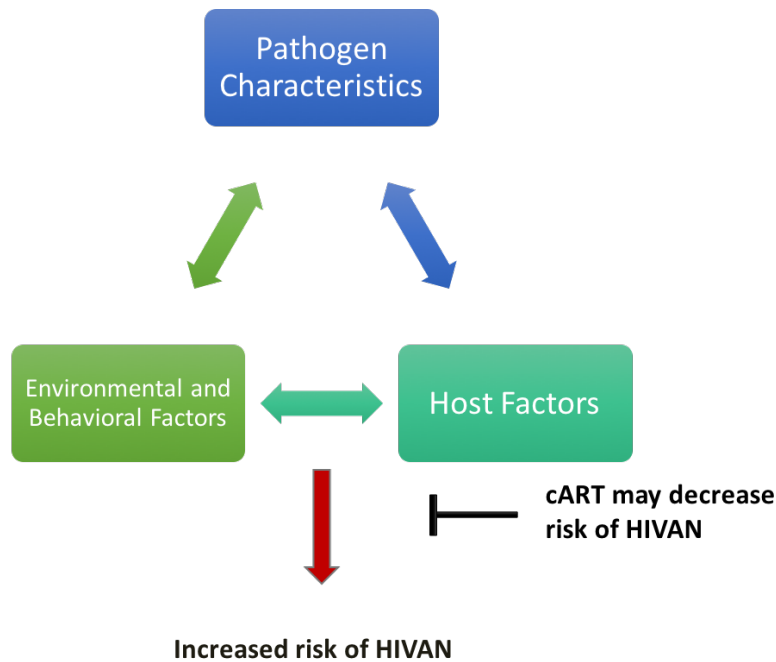 Pathogen
Characteristics
Environmental and
Behavioral Factors
Host Factors
cART may decrease
risk of HIVAN
Increased risk of HIVAN